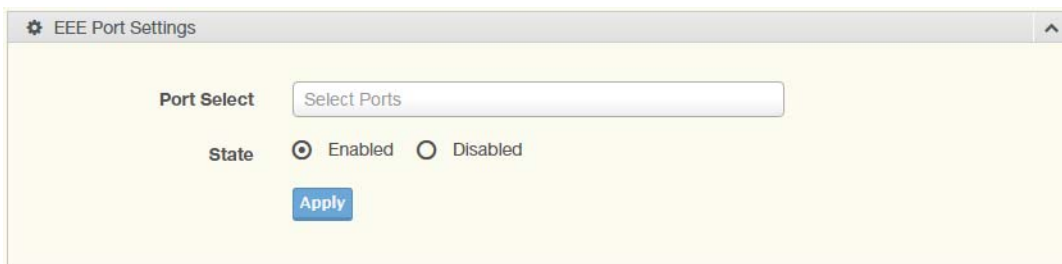 EEE Port Settings
Port Select
Select Ports
State
Enabled
Disabled
Apply